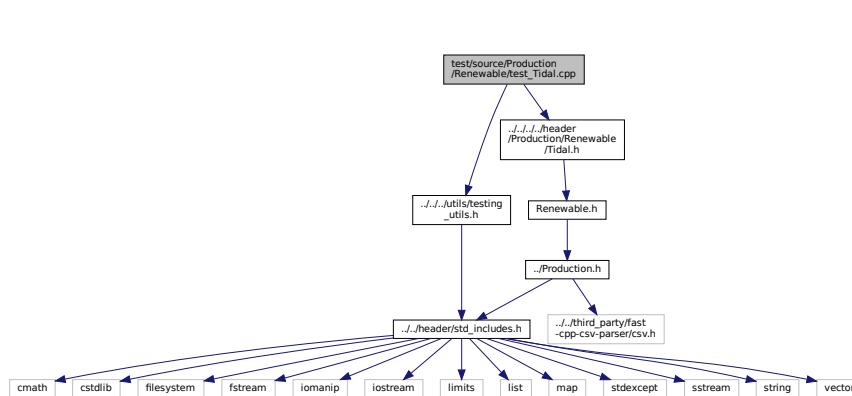 test/source/Production
/Renewable/test_Tidal.cpp
../../../../header
/Production/Renewable
/Tidal.h
../../../utils/testing
_utils.h
Renewable.h
../Production.h
../../header/std_includes.h
../../third_party/fast
-cpp-csv-parser/csv.h
cmath
cstdlib
filesystem
fstream
iomanip
iostream
limits
list
map
stdexcept
sstream
string
vector